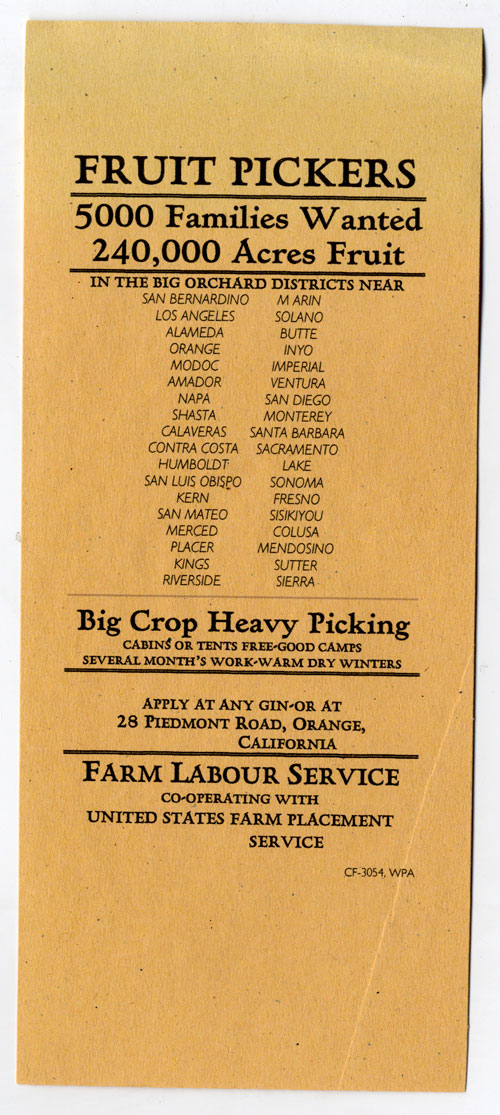 FRUIT PICKERS
5000 Families Wanted
240,000 Acres Fruit
IN THE BIG ORCHARD DISTRICTS NEAR
SAN BERNARDINO M ARIN
LOS ANGELES SOLANO
ALAMEDA BUTTE
ORANGE INYO
MODOC IMPERIAL
AMADOR VENTURA
NAPA SAN DIEGO
SHASTA MONTEREY
CALAVERAS SANTA BARBARA
CONTRA COSTA SACRAMENTO
HUMBOLDT LAKE
SAN LUIS OBISPO SONOMA
KERN FRESNO
SAN MATEO SISIKIYOU
MERCED COLUSA
PLACER MENDOSINO
KINGS SUTTER
RIVERSIDE SIERRA
Big Crop Heavy Picking
CABINS OR TENTS FREE-GOOD CAMPS
SEVERAL MONTH'S WORK-WARM DRY WINTERS
APPLY AT ANY GIN-OR AT
28 PIEDMONT ROAD, ORANGE,
CALIFORNIA
FARM LABOUR SERVICE
CO-OPERATING WITH
UNITED STATES FARM PLACEMENT
SERVICE
CF-3054, WPA